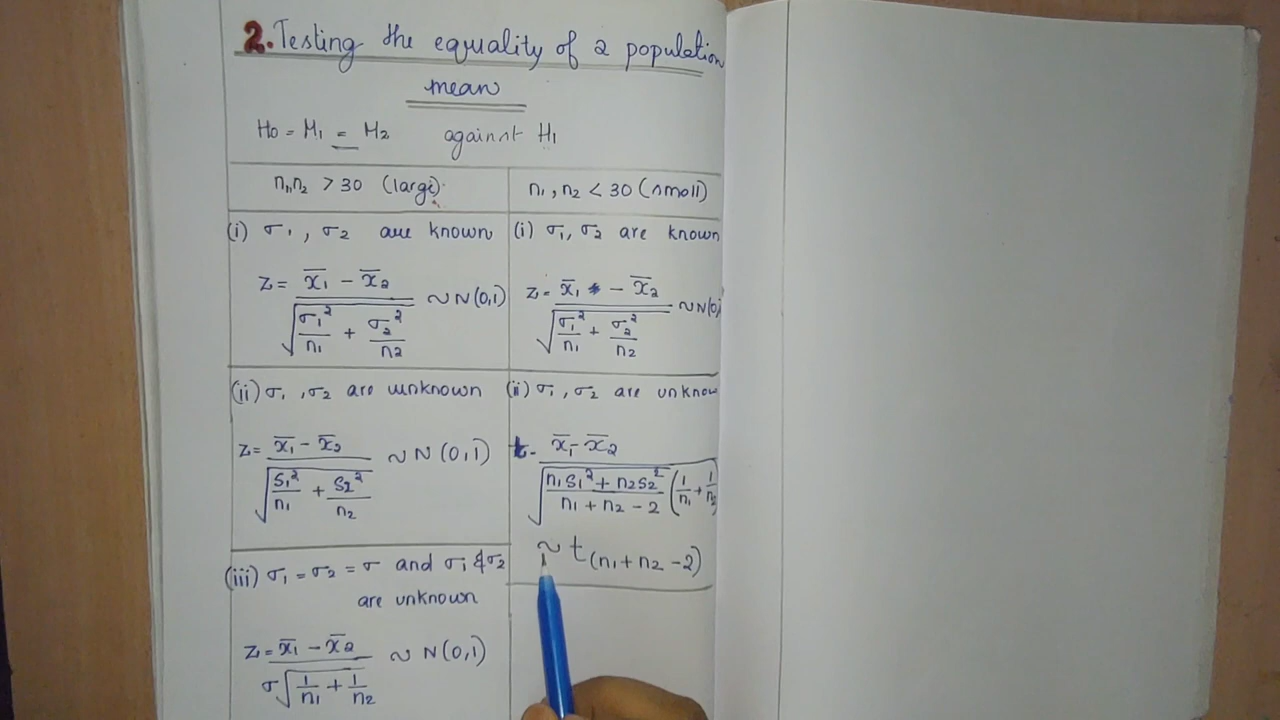 2. Testing the equality of 2 population
mean
H0 = M1 = M2 against H1
n1,n2 > 30 (large)
(i) σ1, σ2 are known
Z = x̄1 - x̄2 / √(σ1²/n1 + σ2²/n2) ~ N(0,1)
(ii) σ1, σ2 are unknown
Z = x̄1 - x̄2 / √(S1²/n1 + S2²/n2) ~ N(0,1)
(iii) σ1 = σ2 = σ and σ1 & σ2
are unknown
Z = x̄1 - x̄2 / σ√(1/n1 + 1/n2) ~ N(0,1)
n1, n2 < 30 (small)
(i) σ1, σ2 are known
Z = x̄1 - x̄2 / √(σ1²/n1 + σ2²/n2) ~ N(0,
(ii) σ1, σ2 are unknow
t = x̄1 - x̄2 / √(n1S1² + n2S2² / n1 + n2 - 2 (1/n1 + 1/n2))
~ t(n1 + n2 - 2)